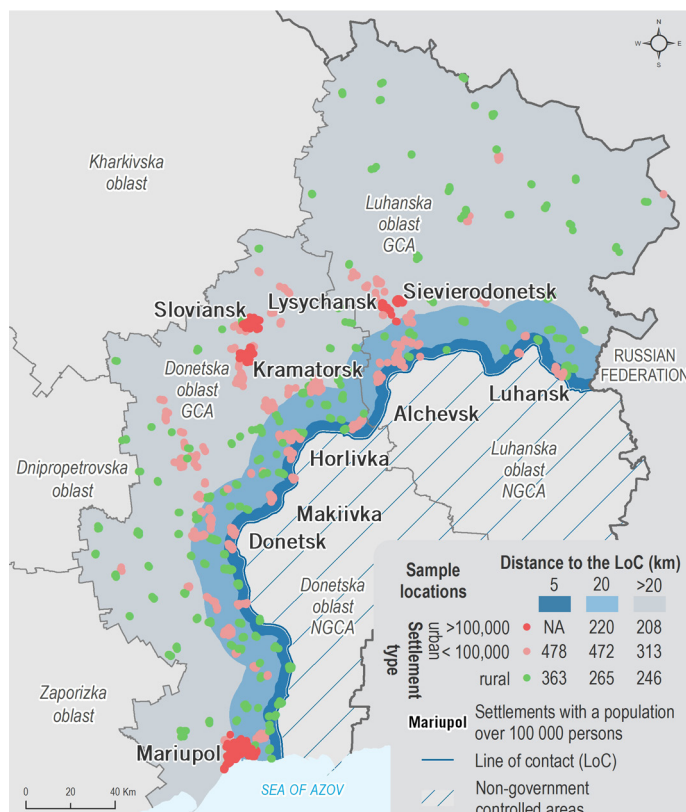 N
W E
S
Kharkivska
oblast
Luhanska
oblast
GCA
Sievierodonetsk
Lysychansk
Sloviansk
Kramatorsk
Donetska
oblast
GCA
RUSSIAN
FEDERATION
Luhansk
Alchevsk
Luhanska
oblast
NGCA
Horlivka
Dnipropetrovska
oblast
Makiivka
Donetsk
Donetska
oblast
NGCA
Zaporizka
oblast
Mariupol
SEA OF AZOV
0 20 40 Km
Sample
locations
Distance to the LoC (km)
5 20 >20
Settlement
type
urban
>100,000 NA 220 208
< 100,000 478 472 313
rural 363 265 246
Mariupol Settlements with a population
over 100 000 persons
Line of contact (LoC)
Non-government
controlled areas